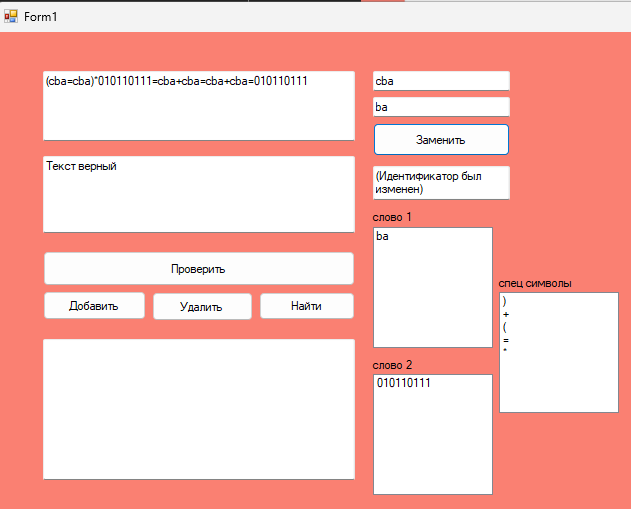 Form1
(cba=cba)*010110111=cba+cba=cba+cba=010110111
Текст верный
Проверить
Добавить
Удалить
Найти
cba
ba
Заменить
(Идентификатор был
изменен)
слово 1
ba
спец символы
)
+
(
=
*
слово 2
010110111